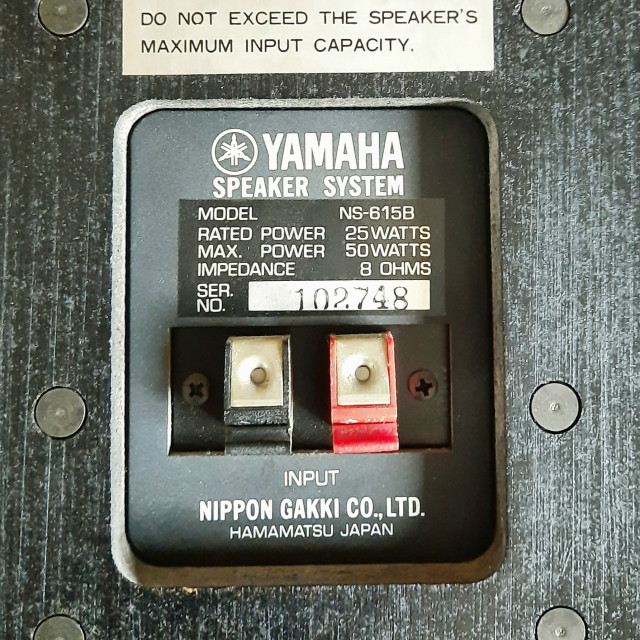 DO NOT EXCEED THE SPEAKER'S
MAXIMUM INPUT CAPACITY.
YAMAHA
SPEAKER SYSTEM
MODEL NS-615B
RATED POWER 25 WATTS
MAX. POWER 50 WATTS
IMPEDANCE 8 OHMS
SER.
NO. 102748
INPUT
NIPPON GAKKI CO., LTD.
HAMAMATSU JAPAN